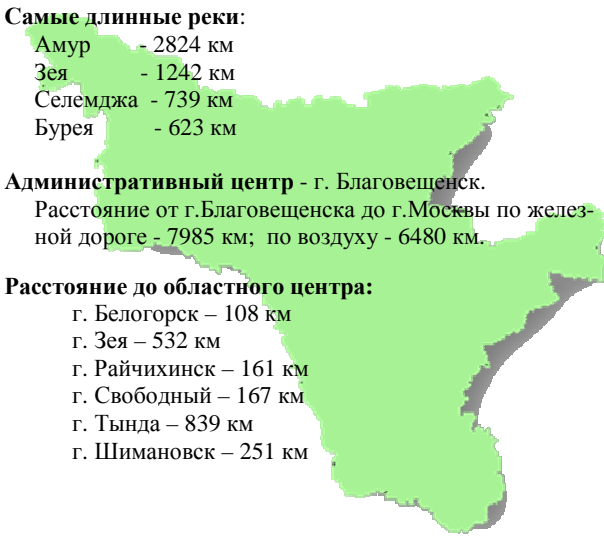 Самые длинные реки:
Амур - 2824 км
Зея - 1242 км
Селемджа - 739 км
Бурея - 623 км
Административный центр - г. Благовещенск.
Расстояние от г.Благовещенска до г.Москвы по желез-
ной дороге - 7985 км; по воздуху - 6480 км.
Расстояние до областного центра:
г. Белогорск – 108 км
г. Зея – 532 км
г. Райчихинск – 161 км
г. Свободный – 167 км
г. Тында – 839 км
г. Шимановск – 251 км